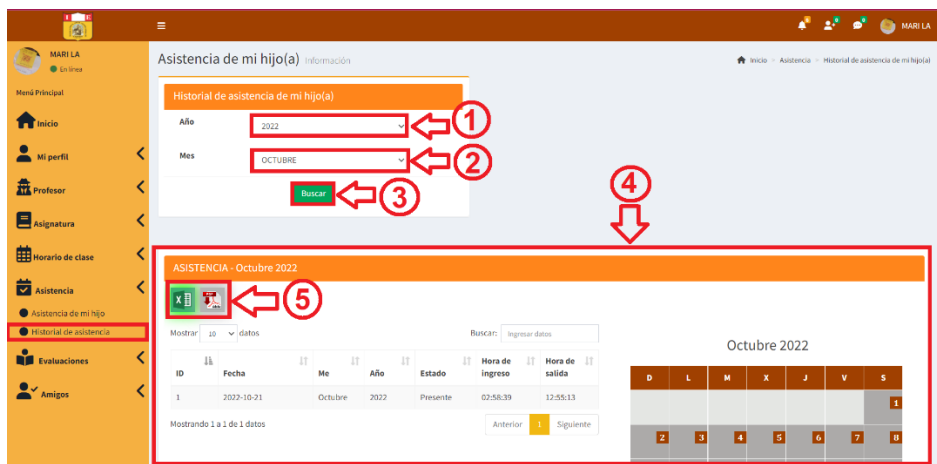 I E
MARI LA
MARI LA
En línea
Menú Principal
Inicio
Mi perfil
Profesor
Asignatura
Horario de clase
Asistencia
Asistencia de mi hijo
Historial de asistencia
Evaluaciones
Amigos
Asistencia de mi hijo(a) Información
Inicio > Asistencia > Historial de asistencia de mi hijo(a)
Historial de asistencia de mi hijo(a)
Año 2022 1
Mes OCTUBRE 2
Buscar 3
4
ASISTENCIA - Octubre 2022
5
Mostrar 10 datos Buscar: Ingresar datos
ID Fecha Me Año Estado Hora de ingreso Hora de salida
1 2022-10-21 Octubre 2022 Presente 02:58:39 12:55:13
Mostrando 1 a 1 de 1 datos Anterior 1 Siguiente
Octubre 2022
D L M X J V S
1
2 3 4 5 6 7 8